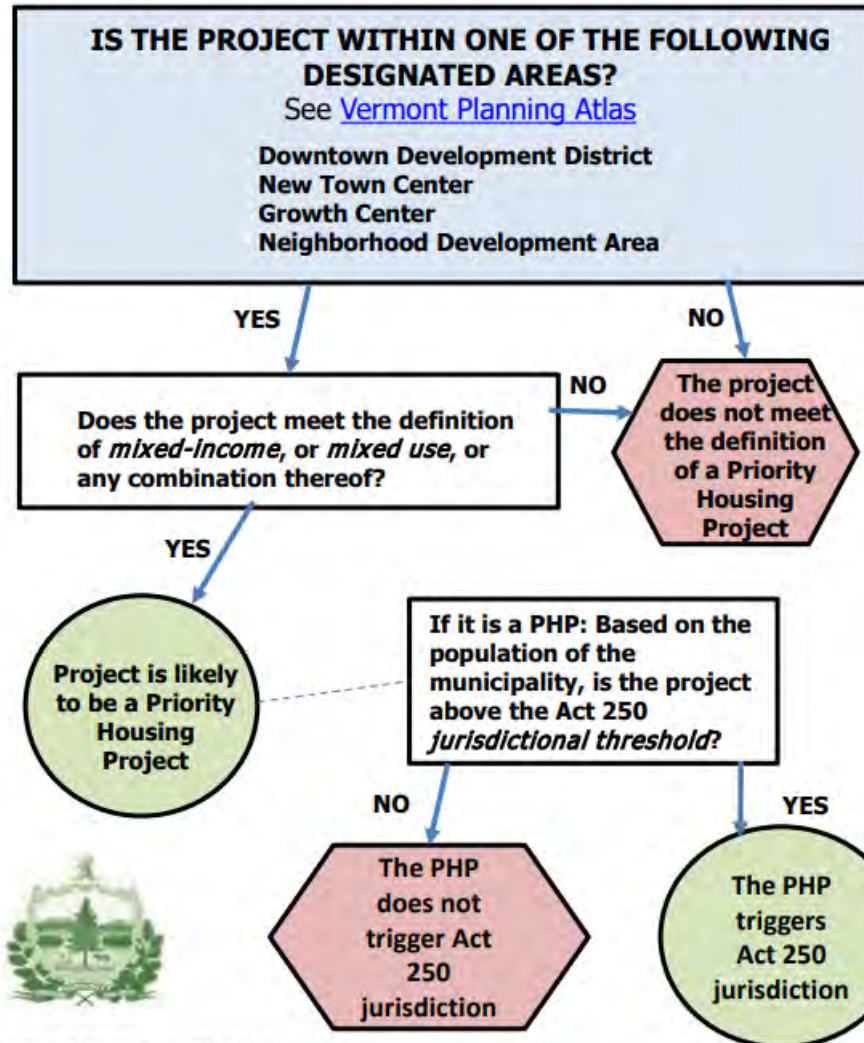 IS THE PROJECT WITHIN ONE OF THE FOLLOWING
DESIGNATED AREAS?
See Vermont Planning Atlas
Downtown Development District
New Town Center
Growth Center
Neighborhood Development Area
YES
NO
Does the project meet the definition
of mixed-income, or mixed use, or
any combination thereof?
NO
The project
does not meet
the definition
of a Priority
Housing
Project
YES
Project is likely
to be a Priority
Housing
Project
If it is a PHP: Based on the
population of the
municipality, is the project
above the Act 250
jurisdictional threshold?
NO
YES
The PHP
does not
trigger Act
250
jurisdiction
The PHP
triggers
Act 250
jurisdiction